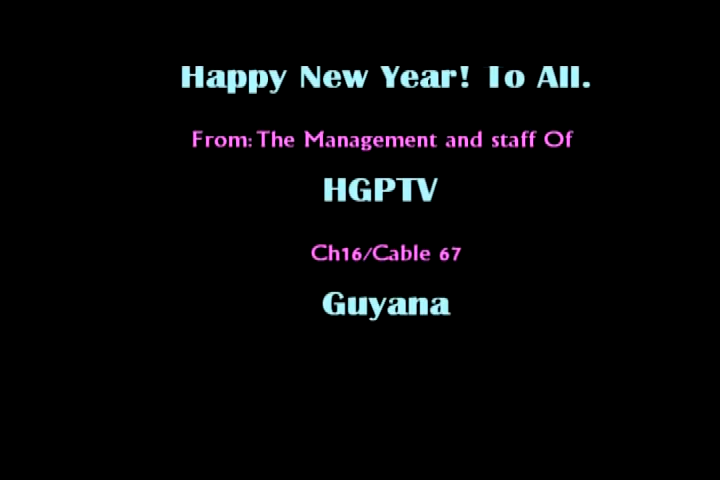 Happy New Year! To All.
From: The Management and staff Of
HGPTV
Ch16/Cable 67
Guyana